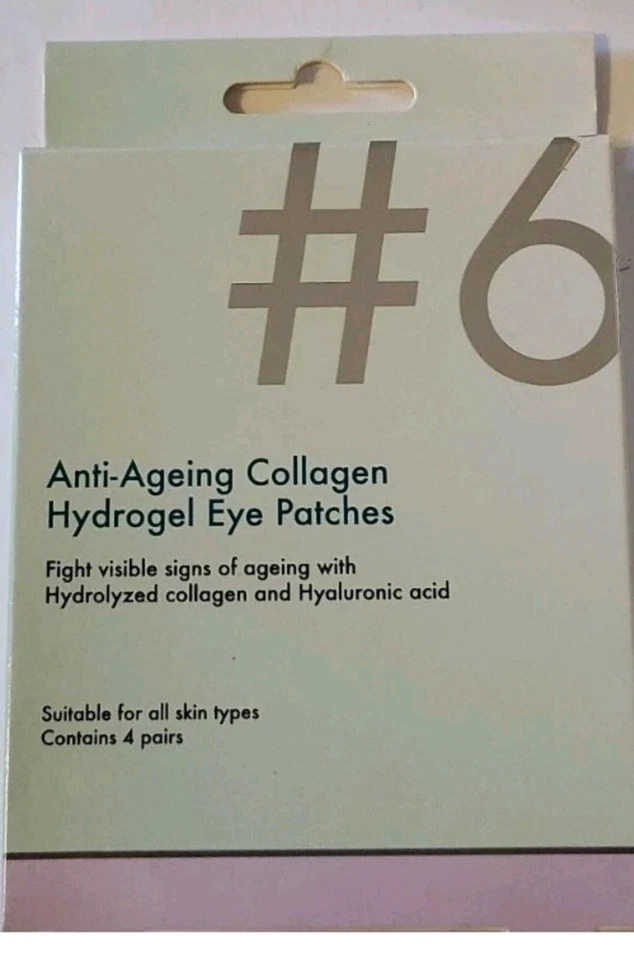 #6
Anti-Ageing Collagen
Hydrogel Eye Patches
Fight visible signs of ageing with
Hydrolyzed collagen and Hyaluronic acid
Suitable for all skin types
Contains 4 pairs